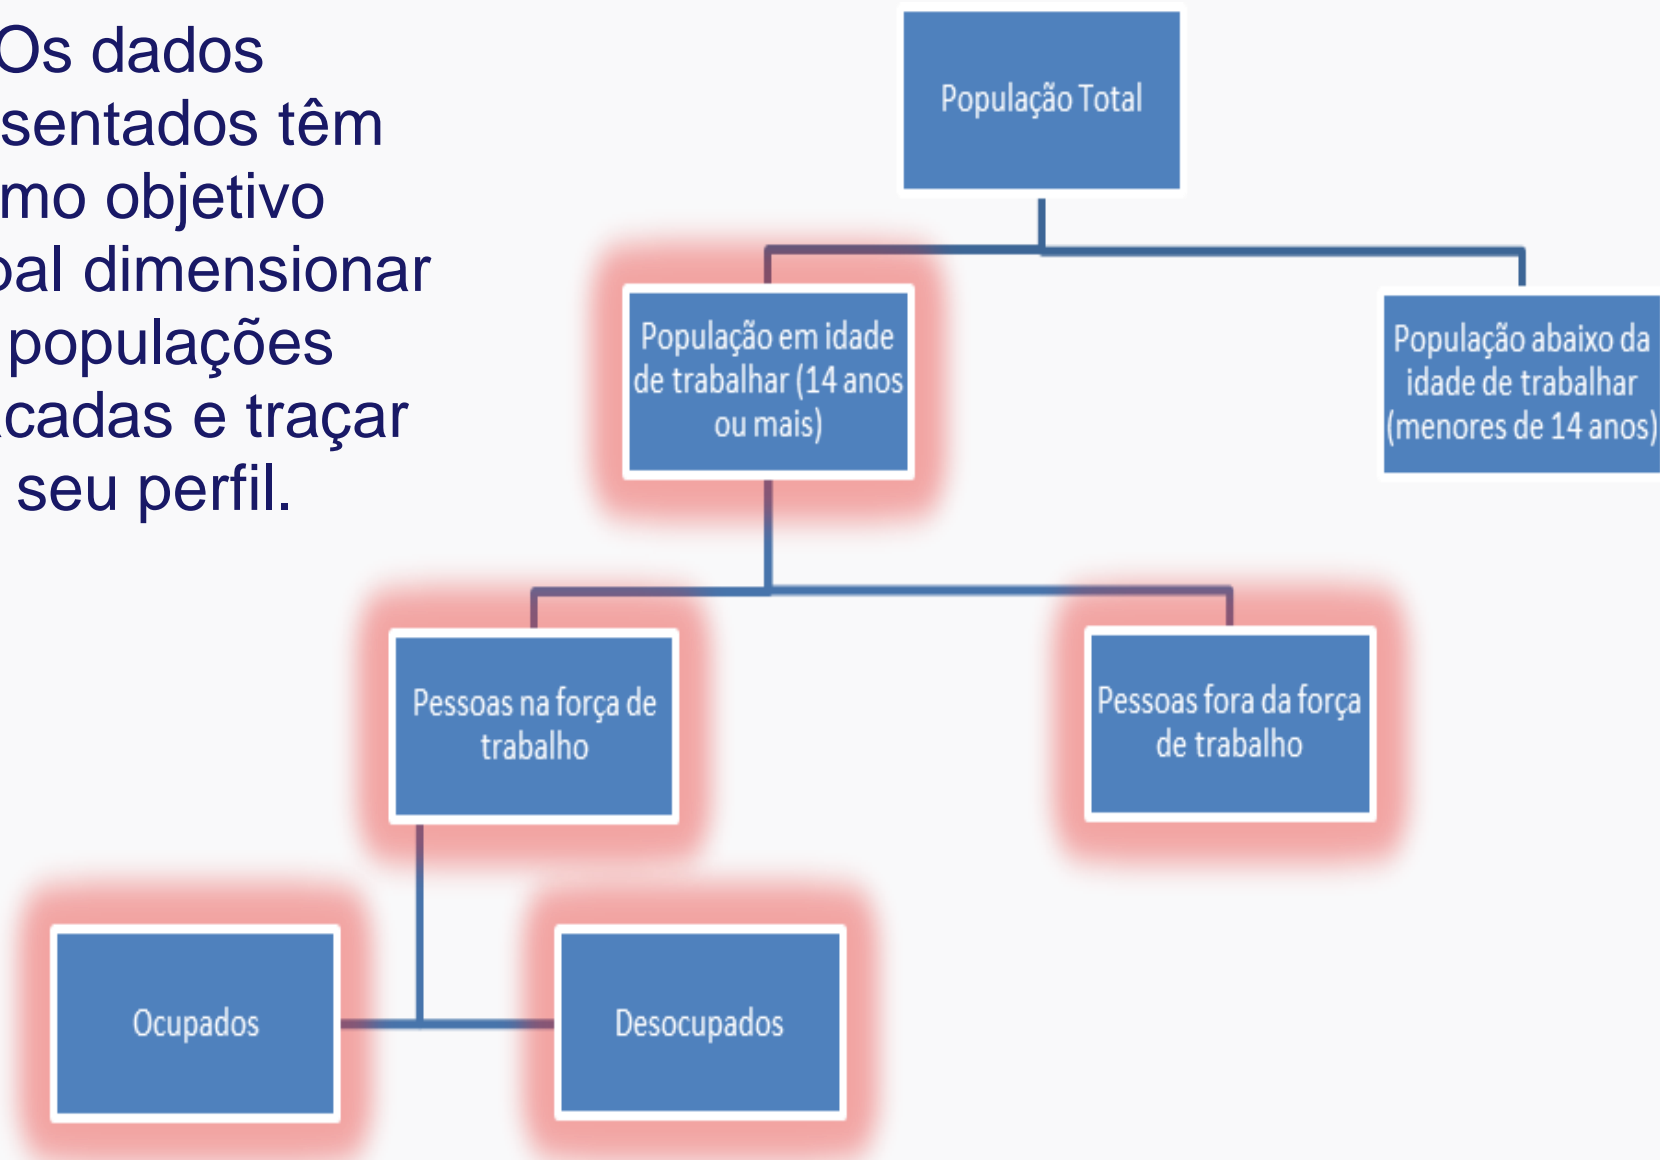 Os dados
sentados têm
mo objetivo
pal dimensionar
populações
cadas e traçar
seu perfil.
População Total
População em idade
de trabalhar (14 anos
ou mais)
População abaixo da
idade de trabalhar
(menores de 14 anos)
Pessoas na força de
trabalho
Pessoas fora da força
de trabalho
Ocupados
Desocupados